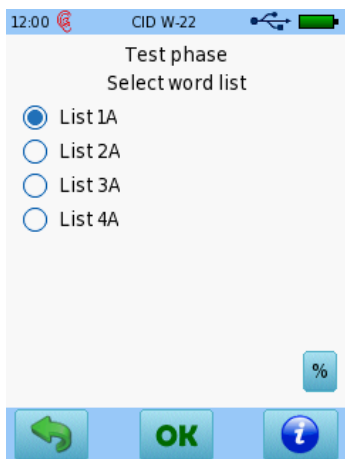 12:00 CID W-22
Test phase
Select word list
List 1A
List 2A
List 3A
List 4A
%
OK
i